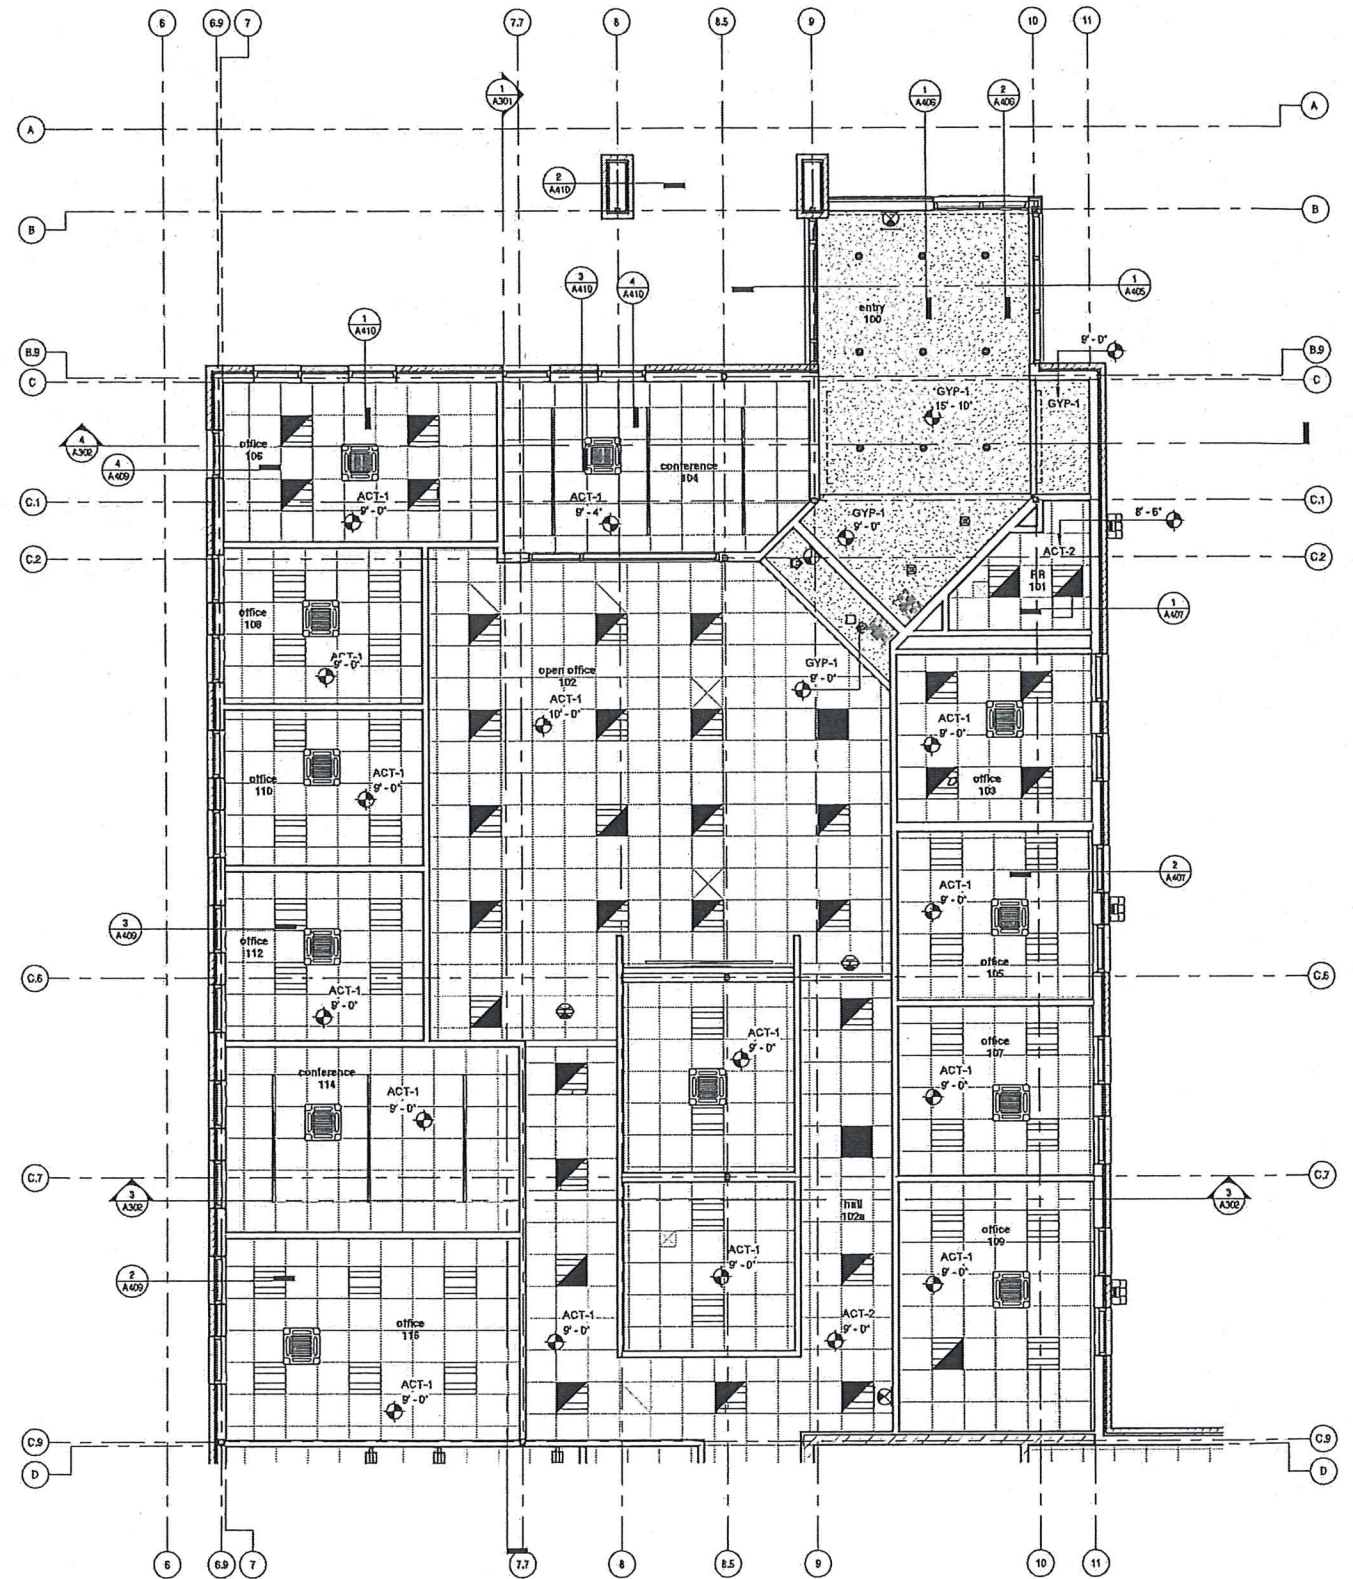 6
6.9
7
7.7
8
8.5
9
10
11
1
A301
1
A406
2
A406
A
A
2
A410
B
B
3
A410
4
A410
1
A405
entry
100
1
A410
9'-0"
B.9
B.9
C
C
GYP-1
15'-10"
GYP-1
4
A302
office
106
4
A409
conference
104
ACT-1
9'-0"
ACT-1
9'-4"
C.1
C.1
GYP-1
9'-0"
8'-6"
C.2
C.2
ACT-2
RR
101
1
A407
office
108
ACT-1
9'-0"
open office
102
ACT-1
10'-0"
GYP-1
9'-0"
ACT-1
9'-0"
office
103
office
110
ACT-1
9'-0"
2
A407
ACT-1
9'-0"
3
A409
office
112
office
105
C.6
C.6
ACT-1
9'-0"
ACT-1
9'-0"
office
107
conference
114
ACT-1
9'-0"
ACT-1
9'-0"
C.7
C.7
3
A302
3
A302
hall
102a
office
109
ACT-1
9'-0"
ACT-1
9'-0"
2
A409
office
116
ACT-1
9'-0"
ACT-2
9'-0"
ACT-1
9'-0"
C.9
C.9
D
D
6
6.9
7
7.7
8
8.5
9
10
11